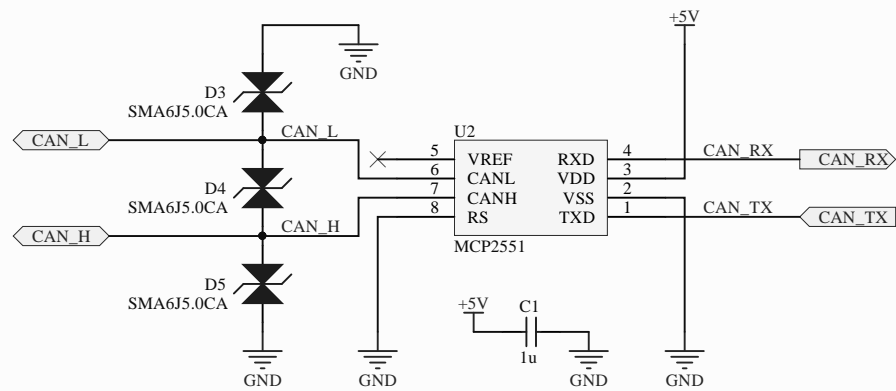 +5V
GND
D3
SMA6J5.0CA
CAN_L
CAN_L
U2
5 VREF RXD 4 CAN_RX CAN_RX
6 CANL VDD 3
D4
SMA6J5.0CA
7 CANH VSS 2
8 RS TXD 1 CAN_TX CAN_TX
CAN_H
CAN_H
MCP2551
D5
SMA6J5.0CA
+5V
C1
1u
GND
GND
GND
GND